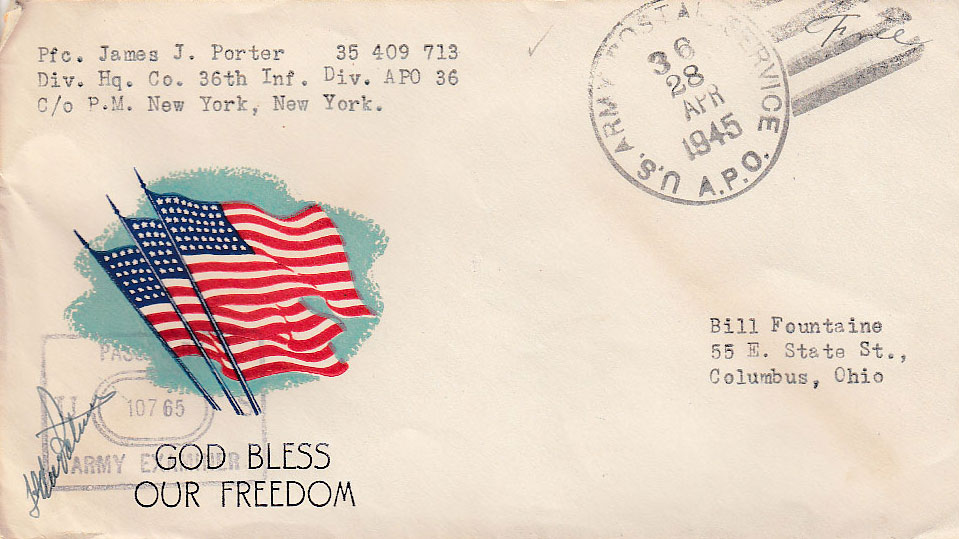 Pfc. James J. Porter 35 409 713
Div. Hq. Co. 36th Inf. Div. APO 36
C/o P.M. New York, New York.
U.S. ARMY POSTAL SERVICE
36
28
APR
1945
A.P.O.
Free
Bill Fountaine
55 E. State St.,
Columbus, Ohio
10765
ARMY EXAMINER
GOD BLESS
OUR FREEDOM